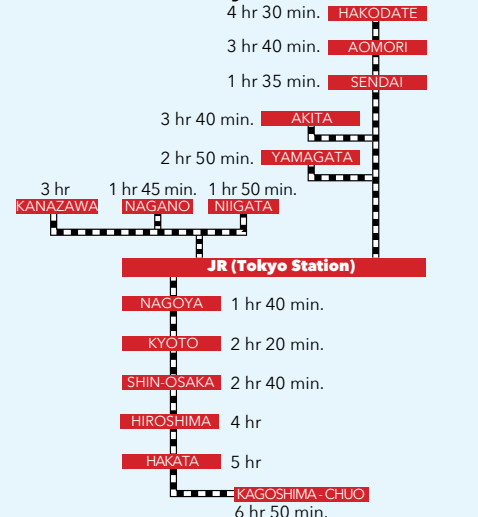 4 hr 30 min. HAKODATE
3 hr 40 min. AOMORI
1 hr 35 min. SENDAI
3 hr 40 min. AKITA
2 hr 50 min. YAMAGATA
3 hr 1 hr 45 min. 1 hr 50 min.
KANAZAWA NAGANO NIIGATA
JR (Tokyo Station)
NAGOYA 1 hr 40 min.
KYOTO 2 hr 20 min.
SHIN-OSAKA 2 hr 40 min.
HIROSHIMA 4 hr
HAKATA 5 hr
KAGOSHIMA - CHUO
6 hr 50 min.